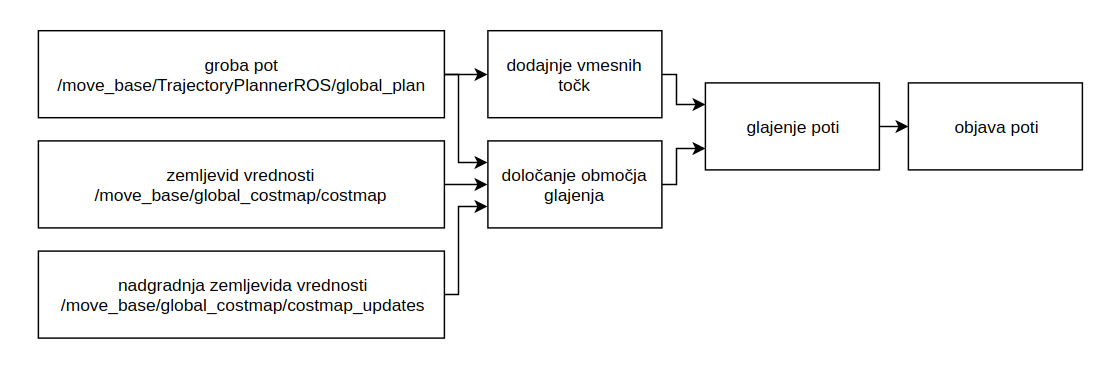 groba pot
/move_base/TrajectoryPlannerROS/global_plan
dodajnje vmesnih
točk
glajenje poti
objava poti
zemljevid vrednosti
/move_base/global_costmap/costmap
določanje območja
glajenja
nadgradnja zemljevida vrednosti
/move_base/global_costmap/costmap_updates